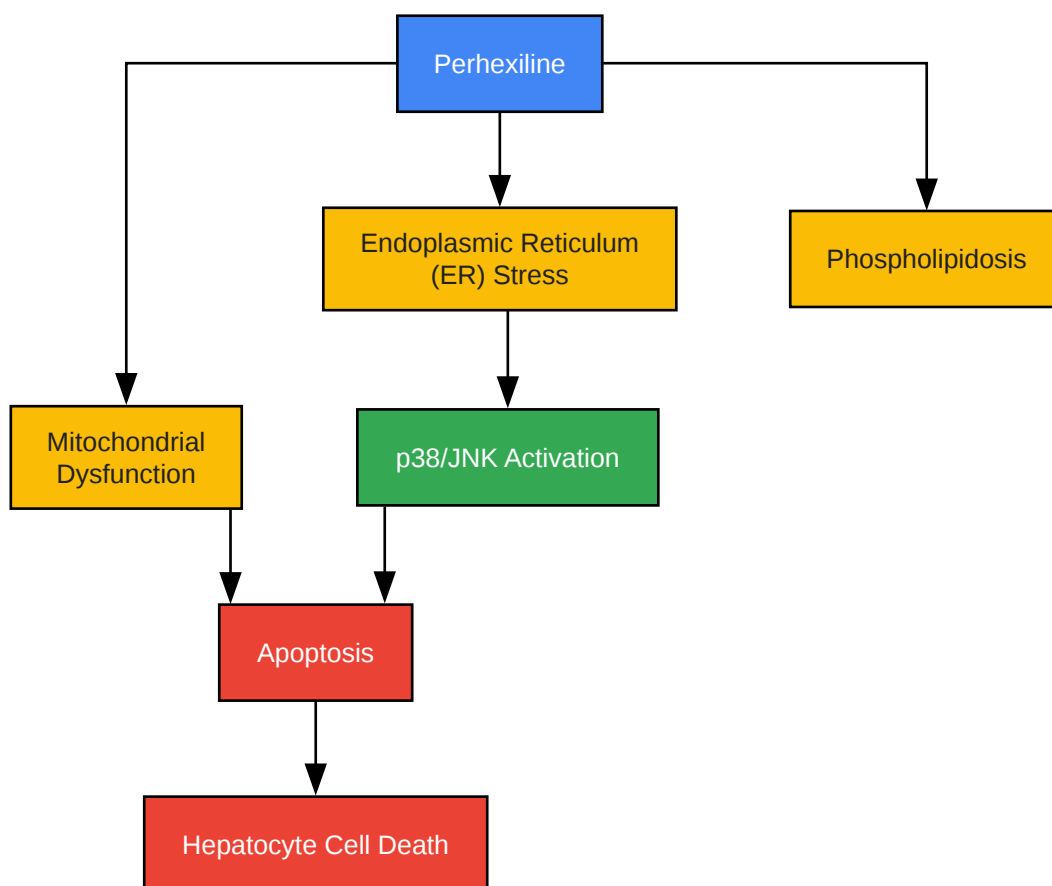 Perhexiline
Endoplasmic Reticulum
(ER) Stress
Phospholipidosis
Mitochondrial
Dysfunction
p38/JNK Activation
Apoptosis
Hepatocyte Cell Death